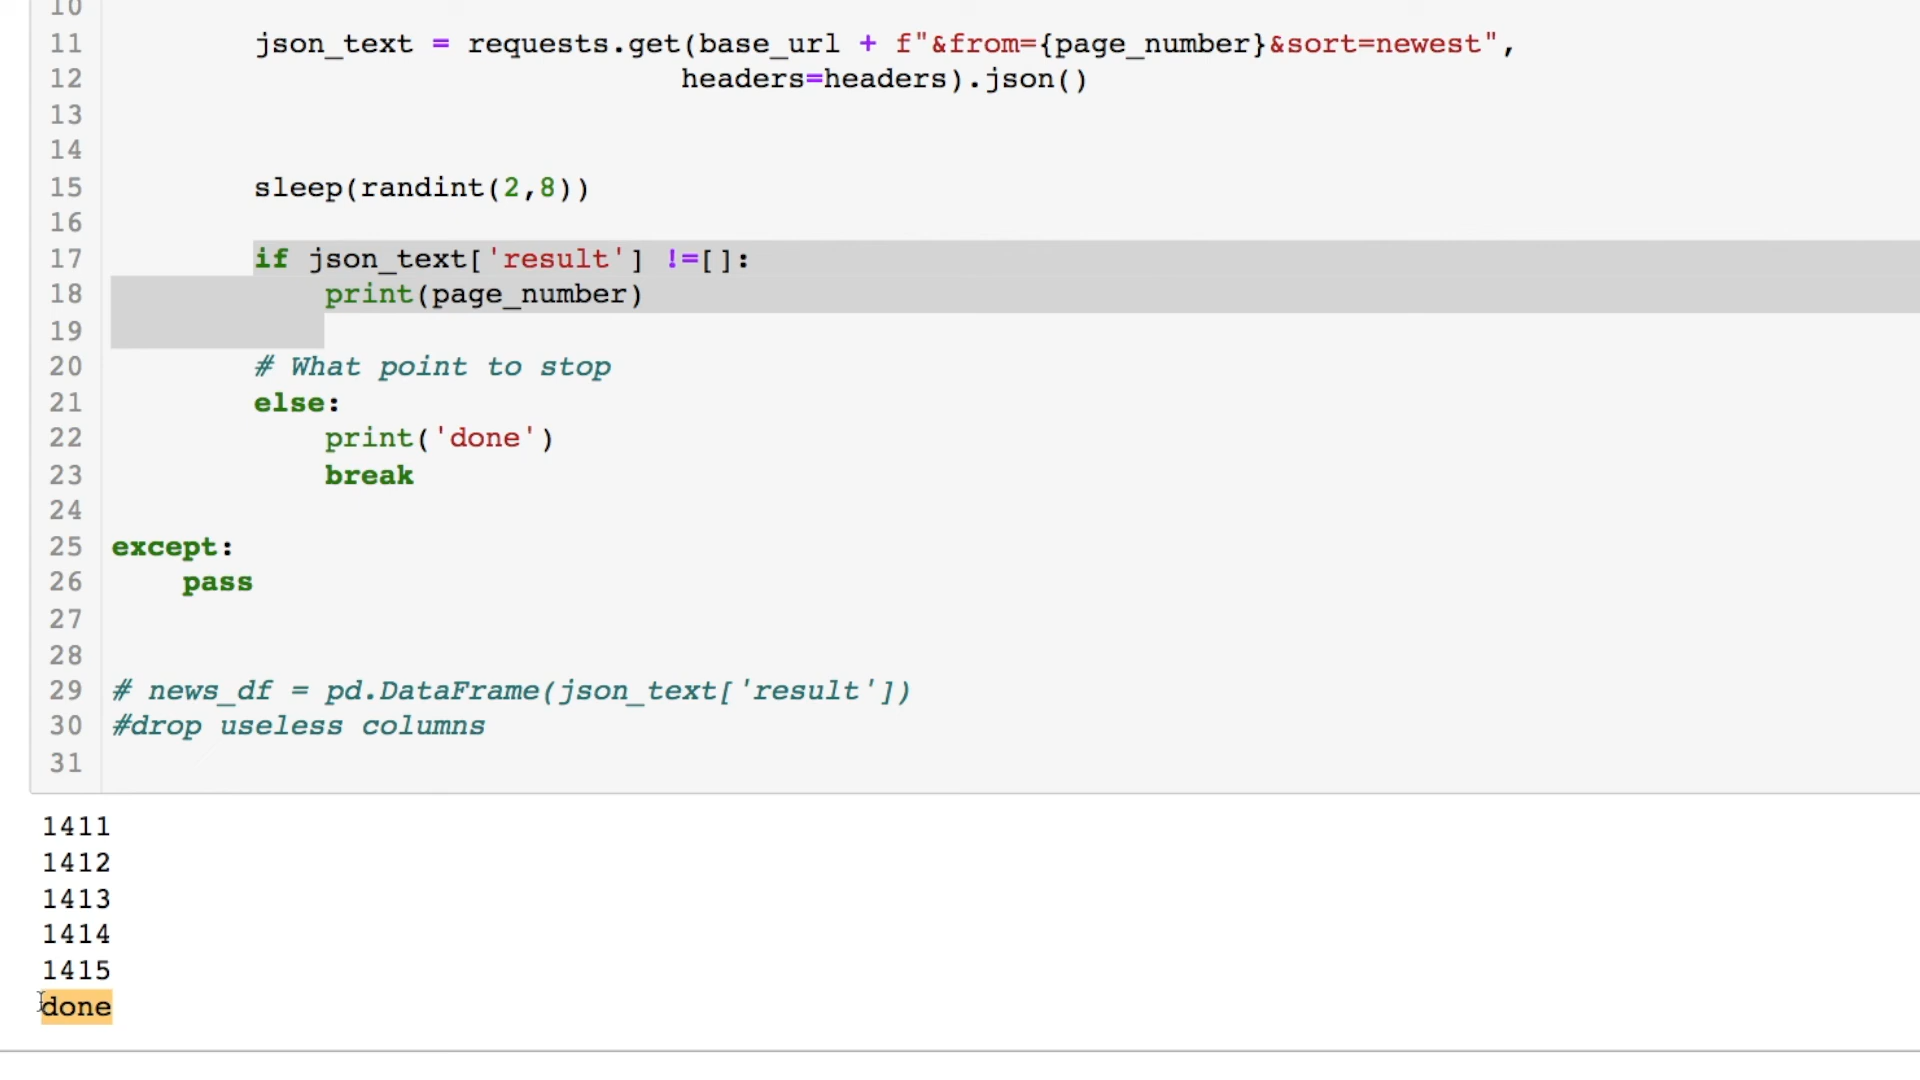 10
11 json_text = requests.get(base_url + f"&from={page_number}&sort=newest",
12 headers=headers).json()
13
14
15 sleep(randint(2,8))
16
17 if json_text['result'] !=[]:
18 print(page_number)
19
20 # What point to stop
21 else:
22 print('done')
23 break
24
25 except:
26 pass
27
28
29 # news_df = pd.DataFrame(json_text['result'])
30 #drop useless columns
31
1411
1412
1413
1414
1415
done